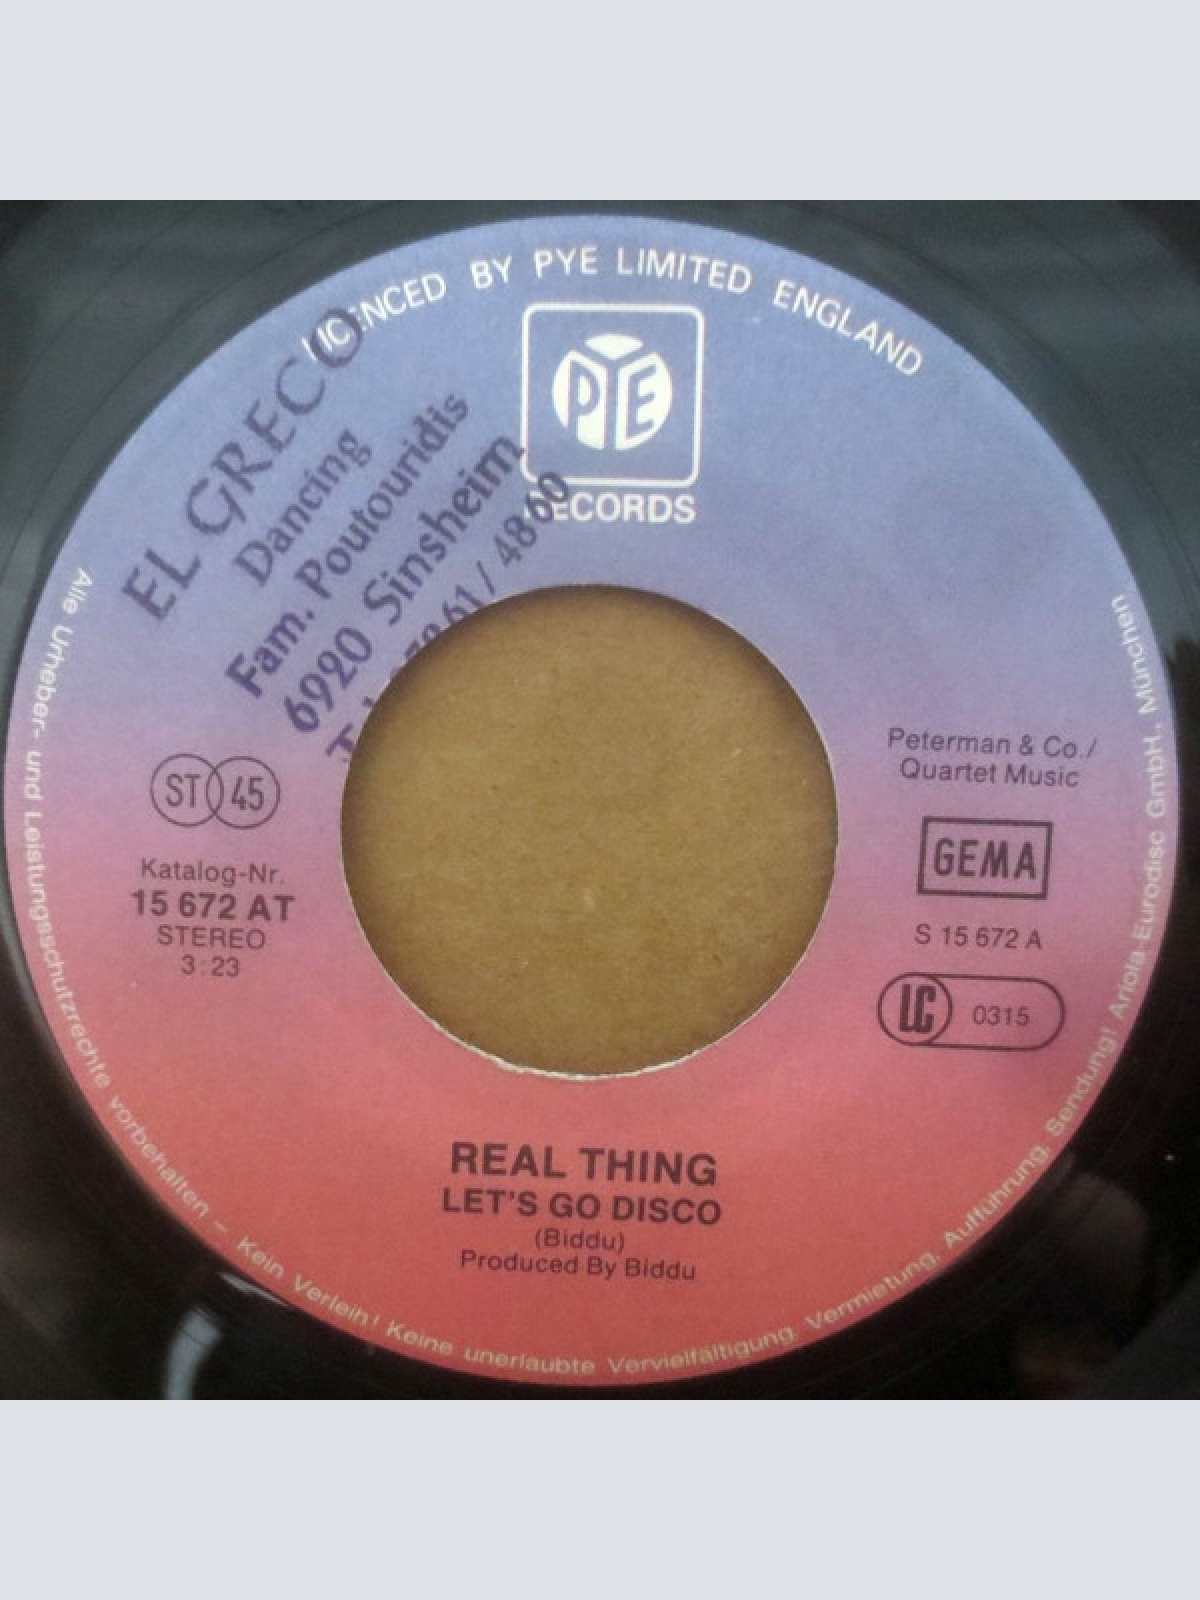 LICENCED BY PYE LIMITED ENGLAND
PYE
RECORDS
EL GRECO
Dancing
Fam. Poutouridis
6920 Sinsheim
61 / 4860
ST 45
Katalog-Nr.
15 672 AT
STEREO
3:23
Peterman & Co./
Quartet Music
GEMA
S 15 672 A
LC 0315
REAL THING
LET'S GO DISCO
(Biddu)
Produced By Biddu
Alle Urheber- und Leistungsschutzrechte vorbehalten – Kein Verleih! Keine unerlaubte Vervielfältigung, Vermietung, Aufführung, Sendung! Ariola-Eurodisc GmbH., München